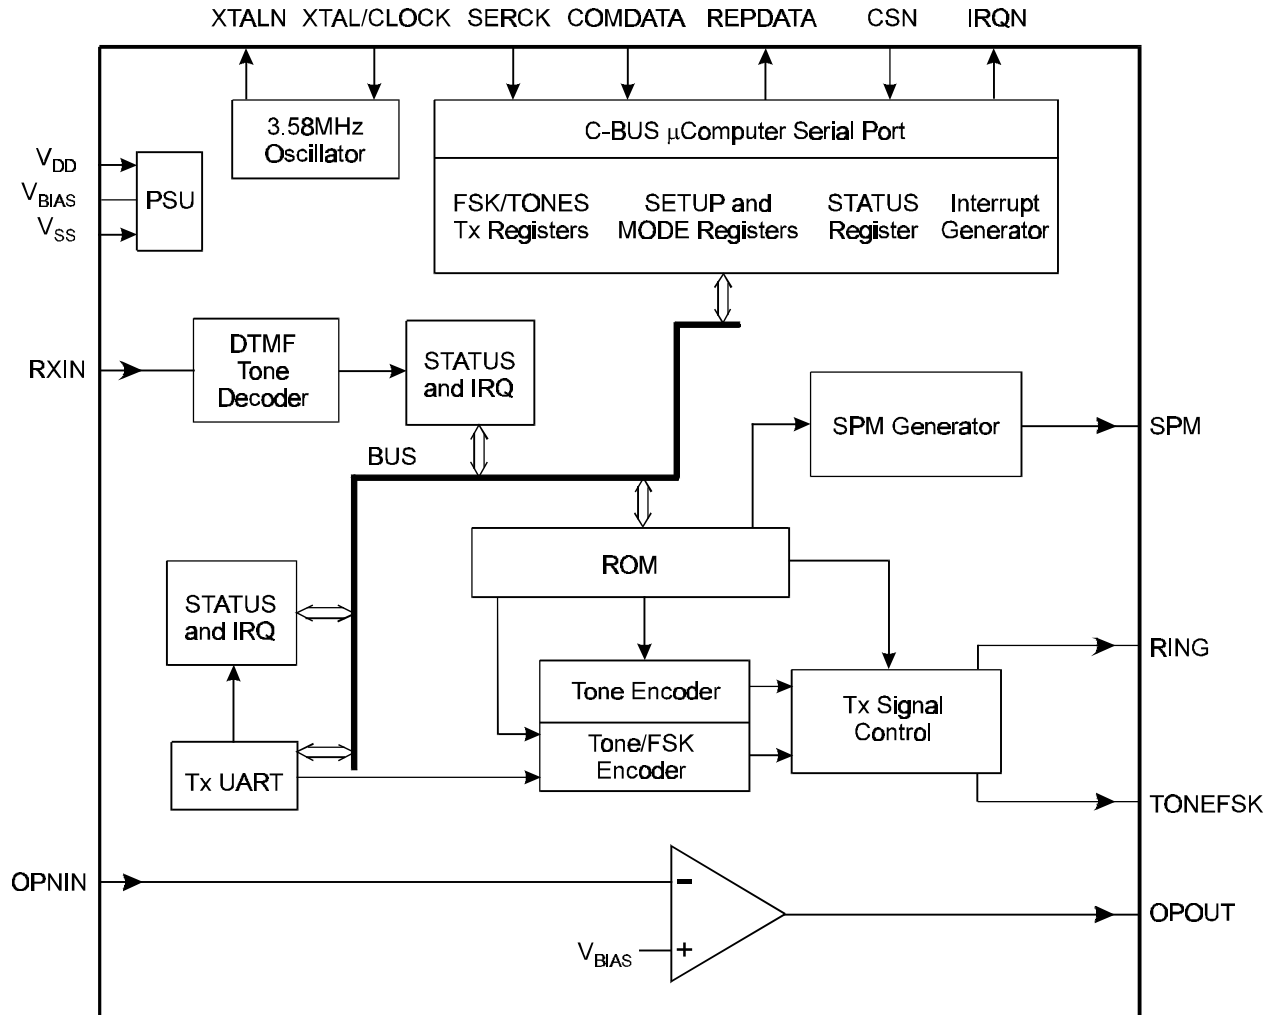 XTALN XTAL/CLOCK SERCK COMDATA REPDATA CSN IRQN
3.58MHz
Oscillator
C-BUS μComputer Serial Port
FSK/TONES
Tx Registers
SETUP and
MODE Registers
STATUS
Register
Interrupt
Generator
VDD
VBIAS
VSS
PSU
RXIN
DTMF
Tone
Decoder
STATUS
and IRQ
BUS
SPM Generator
SPM
ROM
STATUS
and IRQ
Tx UART
Tone Encoder
Tone/FSK
Encoder
Tx Signal
Control
RING
TONEFSK
OPNIN
-
+
VBIAS
OPOUT